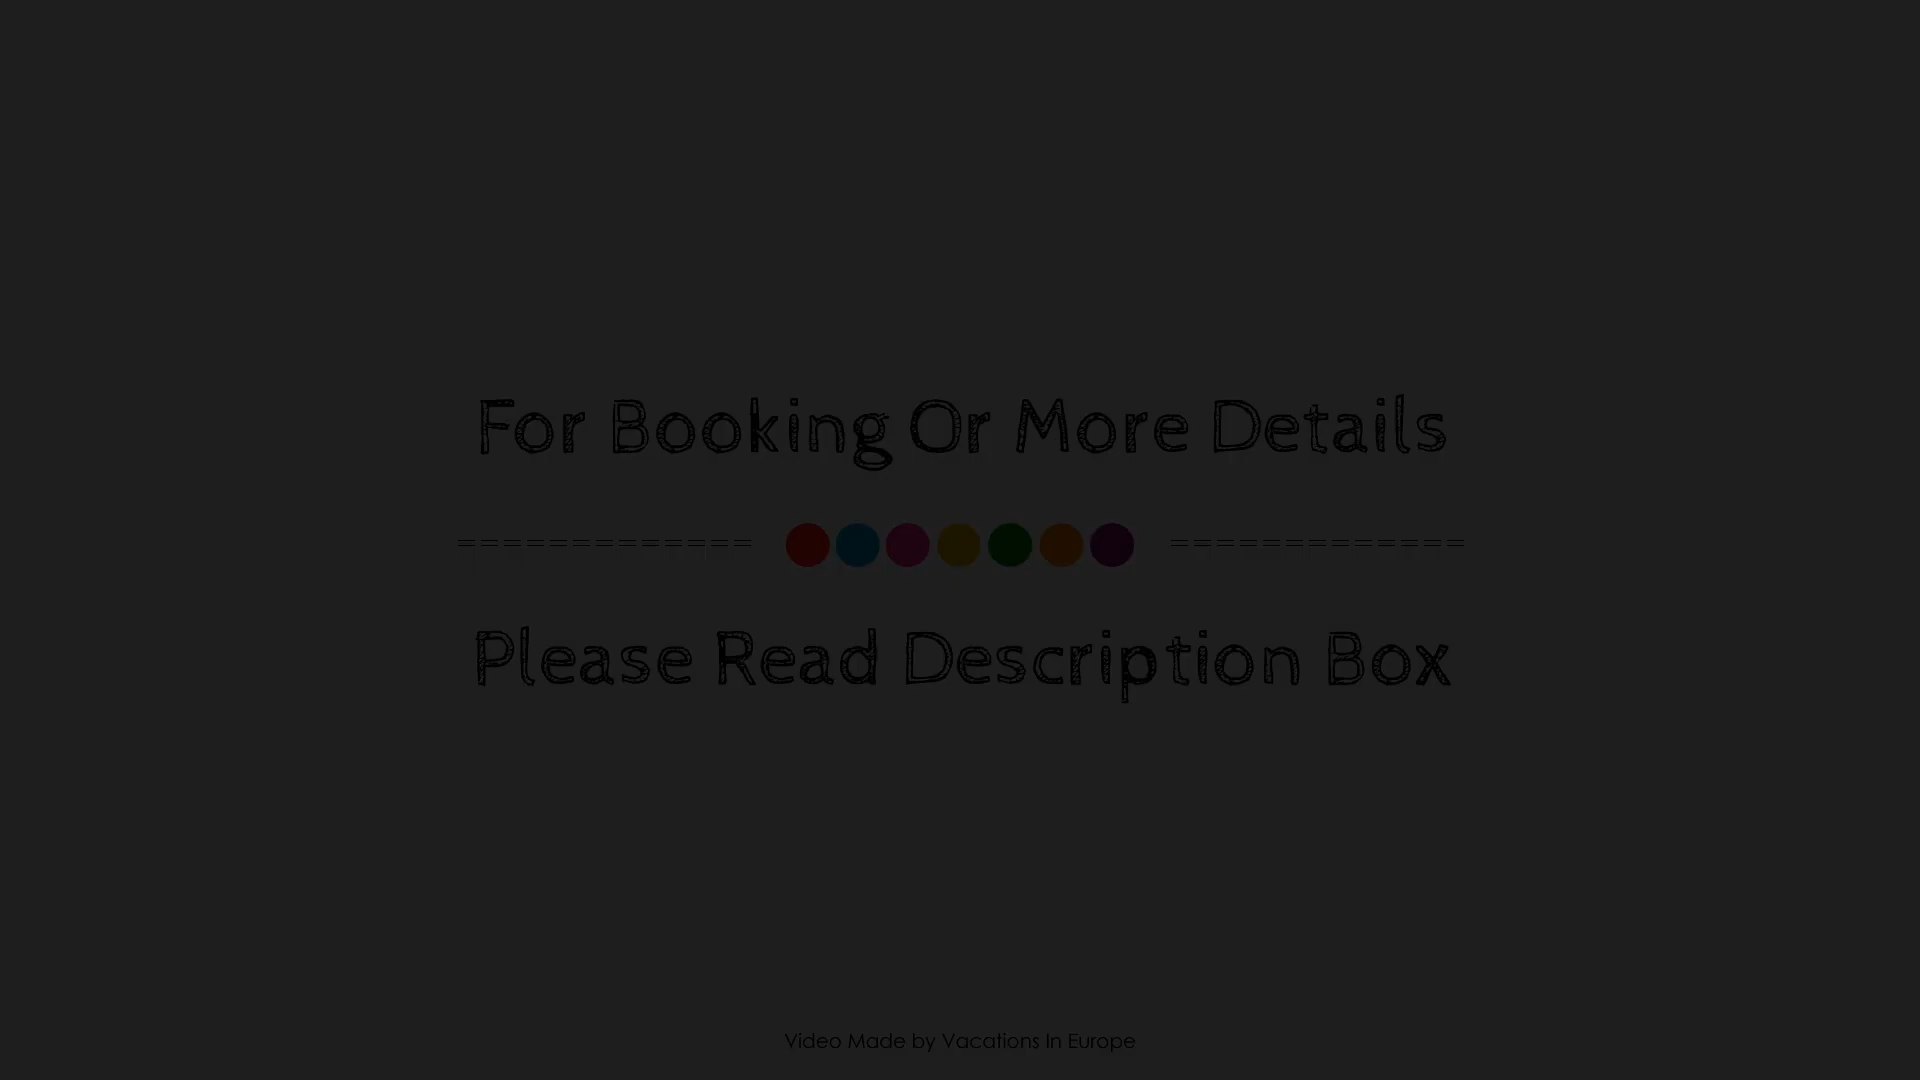 For Booking Or More Details
============= =============
Please Read Description Box
Video Made by Vacations In Europe